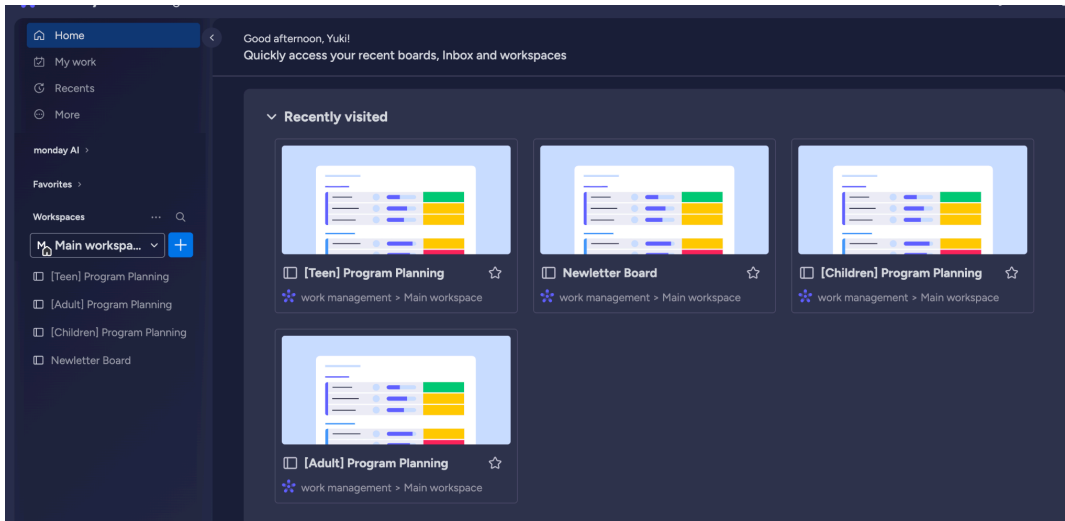 Home
My work
Recents
More
monday AI >
Favorites >
Workspaces
M Main workspa...
[Teen] Program Planning
[Adult] Program Planning
[Children] Program Planning
Newletter Board
Good afternoon, Yuki!
Quickly access your recent boards, Inbox and workspaces
Recently visited
[Teen] Program Planning
work management > Main workspace
Newletter Board
work management > Main workspace
[Children] Program Planning
work management > Main workspace
[Adult] Program Planning
work management > Main workspace